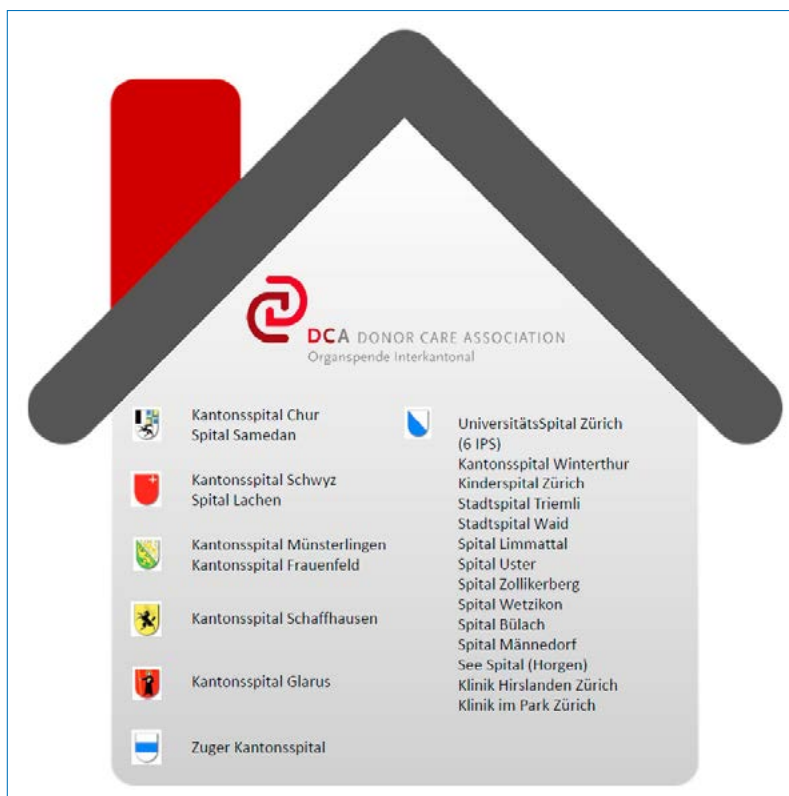 DCA DONOR CARE ASSOCIATION
Organspende Interkantonal
Kantonsspital Chur
Spital Samedan
Kantonsspital Schwyz
Spital Lachen
Kantonsspital Münsterlingen
Kantonsspital Frauenfeld
Kantonsspital Schaffhausen
Kantonsspital Glarus
Zuger Kantonsspital
UniversitätsSpital Zürich
(6 IPS)
Kantonsspital Winterthur
Kinderspital Zürich
Stadtspital Triemli
Stadtspital Waid
Spital Limmattal
Spital Uster
Spital Zollikerberg
Spital Wetzikon
Spital Bülach
Spital Männedorf
See Spital (Horgen)
Klinik Hirslanden Zürich
Klinik im Park Zürich